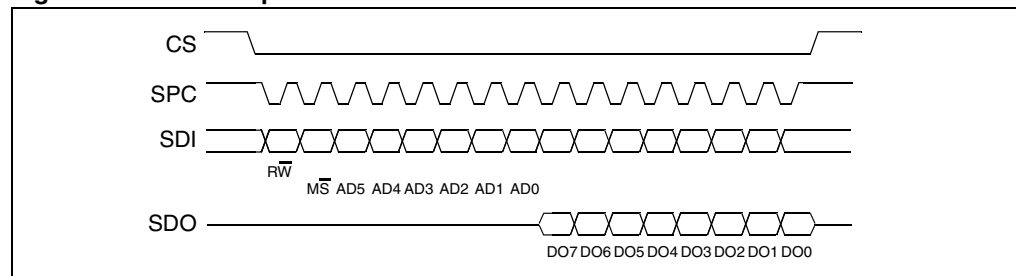 CS
SPC
SDI
RW̅
MS̅ AD5 AD4 AD3 AD2 AD1 AD0
SDO
DO7 DO6 DO5 DO4 DO3 DO2 DO1 DO0